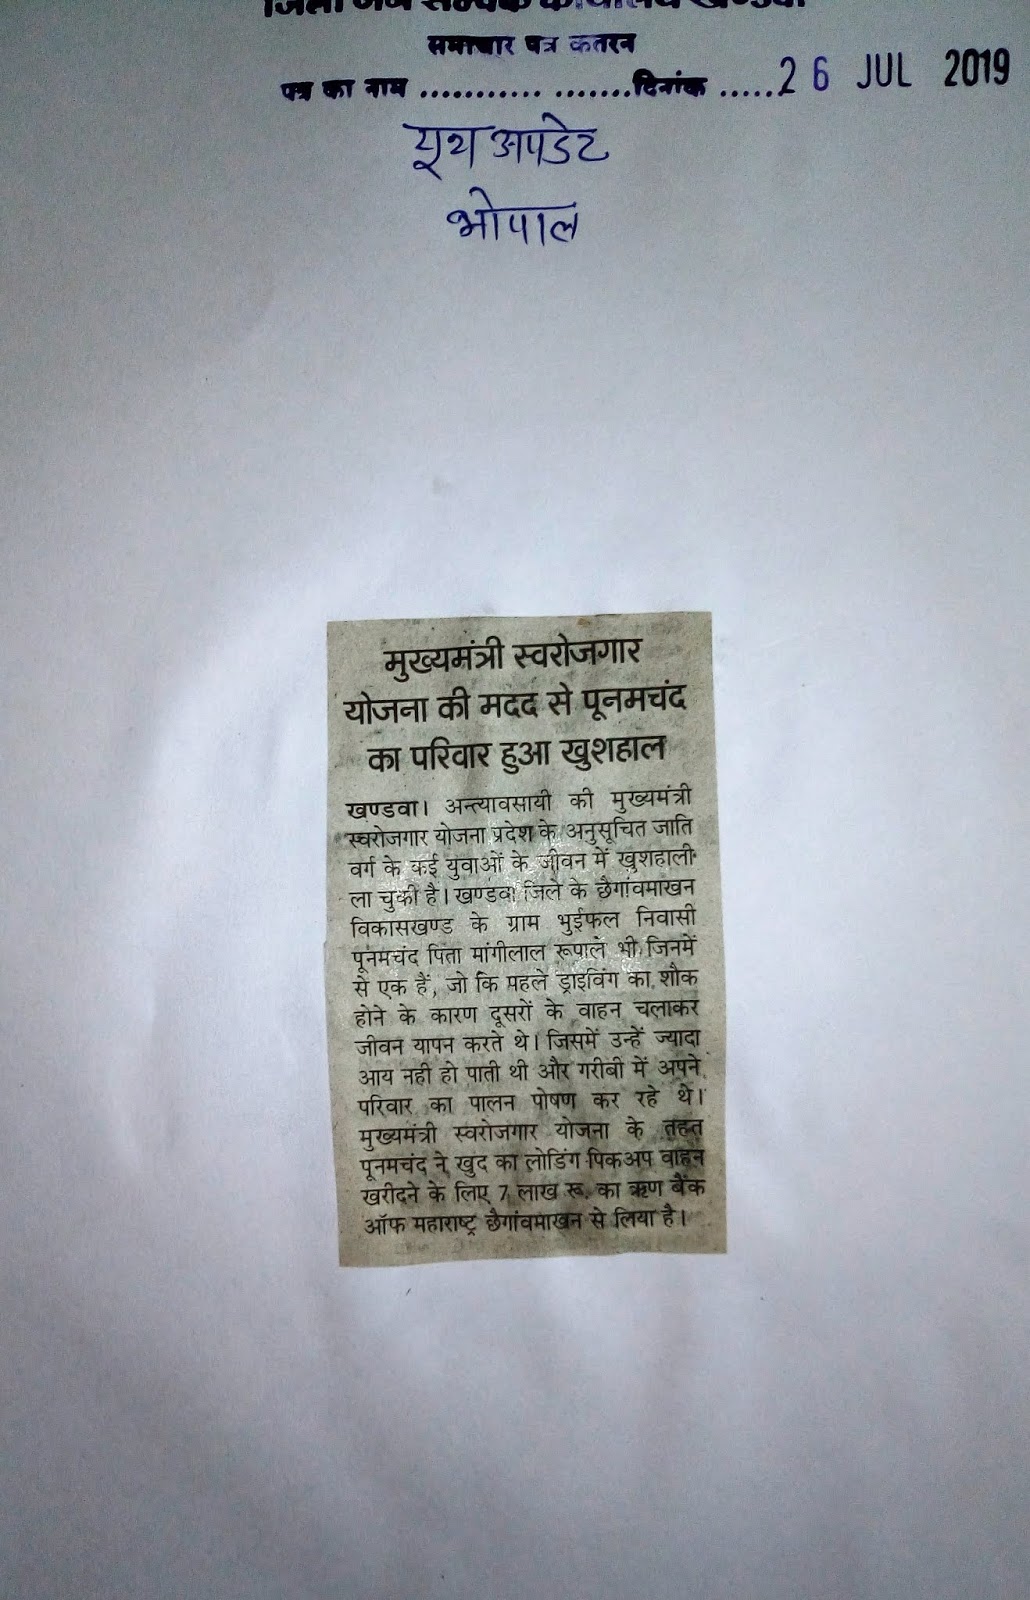 जिला जन सम्पर्क कार्यालय खण्डवा
समाचार पत्र कतरन
पत्र का नाम ........... .......दिनांक ......26 JUL 2019
यूथ अपडेट
भोपाल
मुख्यमंत्री स्वरोजगार
योजना की मदद से पूनमचंद
का परिवार हुआ खुशहाल
खण्डवा। अन्त्यावसायी की मुख्यमंत्री
स्वरोजगार योजना प्रदेश के अनुसूचित जाति
वर्ग के कई युवाओं के जीवन में खुशहाली
ला चुकी है। खण्डवा जिले के छैगांवमाखन
विकासखण्ड के ग्राम भुईफल निवासी
पूनमचंद पिता मांगीलाल रूपाले भी जिनमें
से एक हैं, जो कि पहले ड्राइविंग का शौक
होने के कारण दूसरों के वाहन चलाकर
जीवन यापन करते थे। जिसमें उन्हें ज्यादा
आय नही हो पाती थी और गरीबी में अपने
परिवार का पालन पोषण कर रहे थे।
मुख्यमंत्री स्वरोजगार योजना के तहत
पूनमचंद ने खुद का लोडिंग पिकअप वाहन
खरीदने के लिए 7 लाख रू. का ऋण बैंक
ऑफ महाराष्ट्र छैगांवमाखन से लिया है।